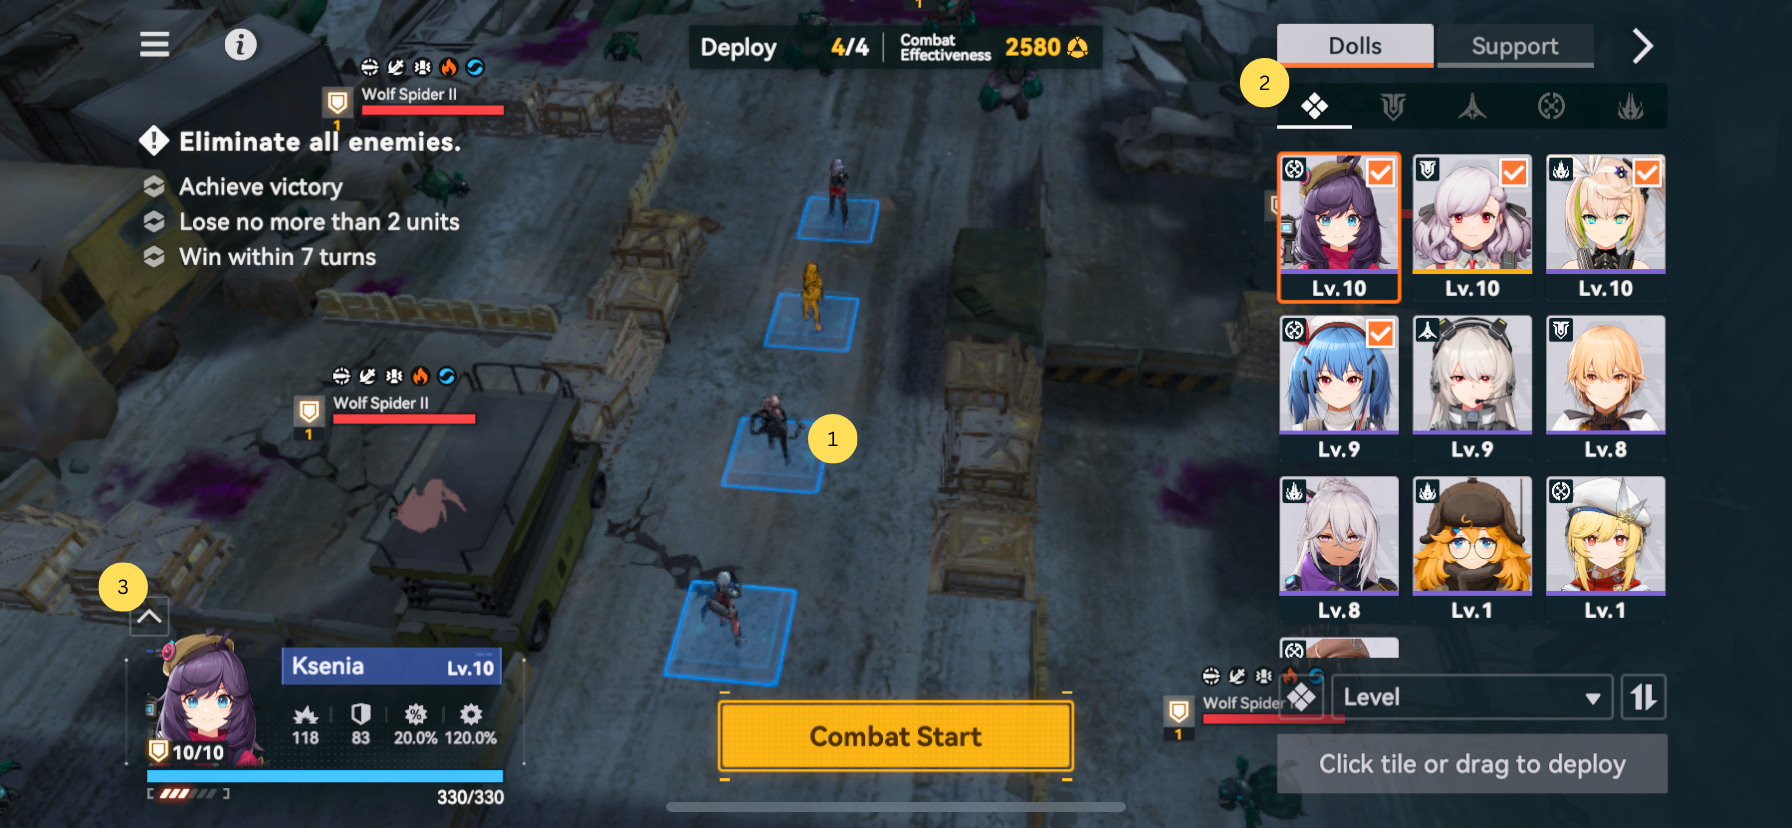 1
Deploy 4/4
Combat Effectiveness 2580
Dolls
Support
2
Wolf Spider II
1
Eliminate all enemies.
Achieve victory
Lose no more than 2 units
Win within 7 turns
Lv.10
Lv.10
Lv.10
Wolf Spider II
1
1
Lv.9
Lv.9
Lv.8
Lv.8
Lv.1
Lv.1
3
Ksenia Lv.10
118 83 20.0% 120.0%
10/10
330/330
Combat Start
Wolf Spider
1
Level
Click tile or drag to deploy